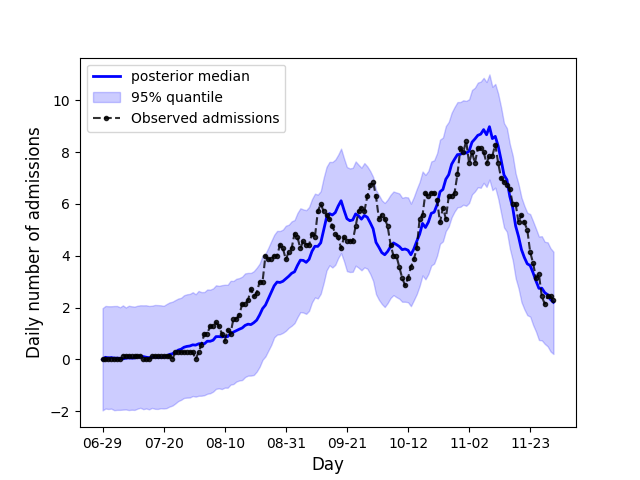 posterior median
95% quantile
Observed admissions
Daily number of admissions
10
8
6
4
2
0
−2
06-29 07-20 08-10 08-31 09-21 10-12 11-02 11-23
Day